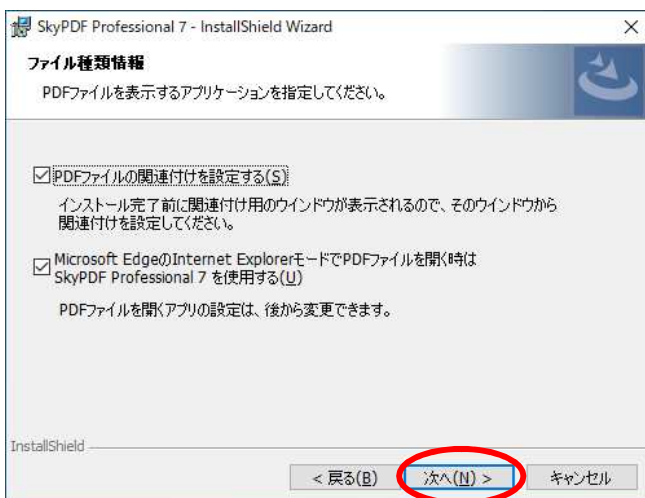 SkyPDF Professional 7 - InstallShield Wizard
ファイル種類情報
PDFファイルを表示するアプリケーションを指定してください。
PDFファイルの関連付けを設定する(S)
インストール完了前に関連付け用のウインドウが表示されるので、そのウインドウから
関連付けを設定してください。
Microsoft EdgeのInternet ExplorerモードでPDFファイルを開く時は
SkyPDF Professional 7 を使用する(U)
PDFファイルを開くアプリの設定は、後から変更できます。
InstallShield
< 戻る(B) 次へ(N) > キャンセル